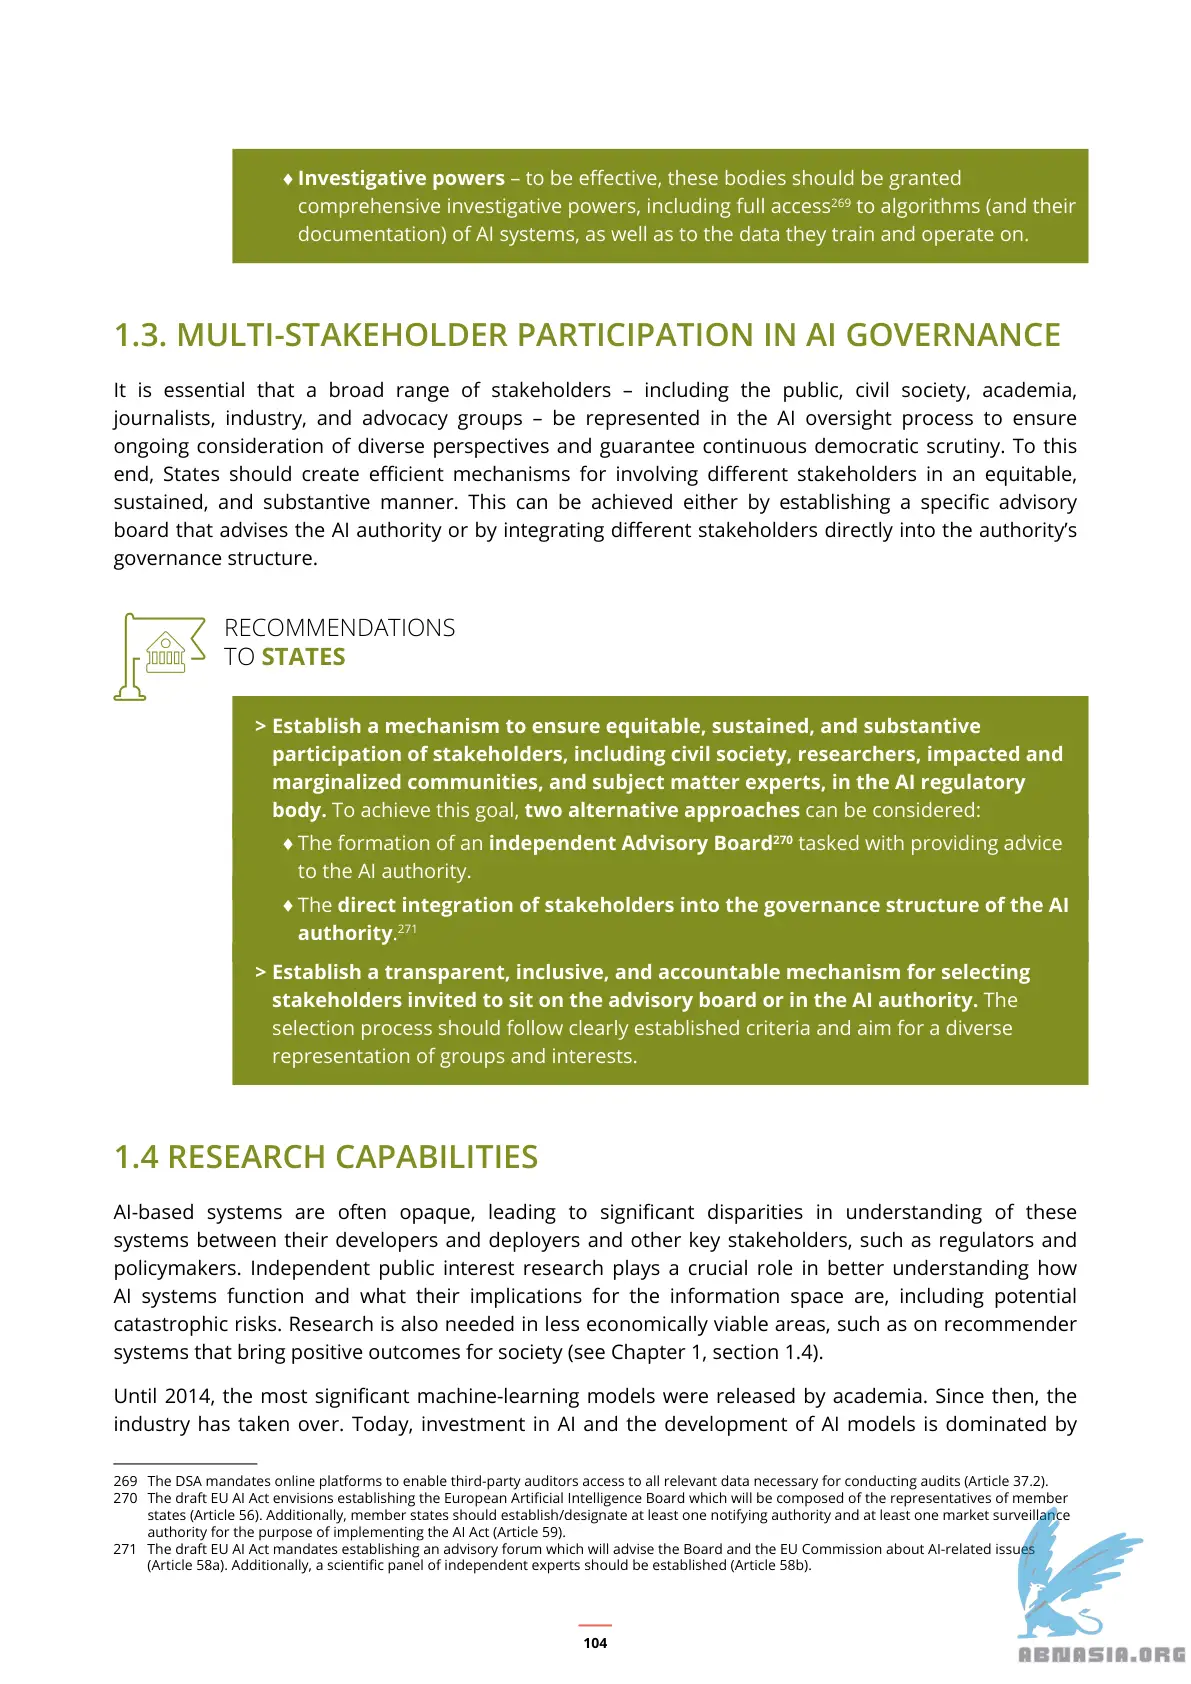 ♦ Investigative powers – to be effective, these bodies should be granted
comprehensive investigative powers, including full access269 to algorithms (and their
documentation) of AI systems, as well as to the data they train and operate on.
1.3. MULTI-STAKEHOLDER PARTICIPATION IN AI GOVERNANCE
It is essential that a broad range of stakeholders – including the public, civil society, academia,
journalists, industry, and advocacy groups – be represented in the AI oversight process to ensure
ongoing consideration of diverse perspectives and guarantee continuous democratic scrutiny. To this
end, States should create efficient mechanisms for involving different stakeholders in an equitable,
sustained, and substantive manner. This can be achieved either by establishing a specific advisory
board that advises the AI authority or by integrating different stakeholders directly into the authority’s
governance structure.
RECOMMENDATIONS
TO STATES
> Establish a mechanism to ensure equitable, sustained, and substantive
participation of stakeholders, including civil society, researchers, impacted and
marginalized communities, and subject matter experts, in the AI regulatory
body. To achieve this goal, two alternative approaches can be considered:
♦ The formation of an independent Advisory Board270 tasked with providing advice
to the AI authority.
♦ The direct integration of stakeholders into the governance structure of the AI
authority.271
> Establish a transparent, inclusive, and accountable mechanism for selecting
stakeholders invited to sit on the advisory board or in the AI authority. The
selection process should follow clearly established criteria and aim for a diverse
representation of groups and interests.
1.4 RESEARCH CAPABILITIES
AI-based systems are often opaque, leading to significant disparities in understanding of these
systems between their developers and deployers and other key stakeholders, such as regulators and
policymakers. Independent public interest research plays a crucial role in better understanding how
AI systems function and what their implications for the information space are, including potential
catastrophic risks. Research is also needed in less economically viable areas, such as on recommender
systems that bring positive outcomes for society (see Chapter 1, section 1.4).
Until 2014, the most significant machine-learning models were released by academia. Since then, the
industry has taken over. Today, investment in AI and the development of AI models is dominated by
269 The DSA mandates online platforms to enable third-party auditors access to all relevant data necessary for conducting audits (Article 37.2).
270 The draft EU AI Act envisions establishing the European Artificial Intelligence Board which will be composed of the representatives of member
states (Article 56). Additionally, member states should establish/designate at least one notifying authority and at least one market surveillance
authority for the purpose of implementing the AI Act (Article 59).
271 The draft EU AI Act mandates establishing an advisory forum which will advise the Board and the EU Commission about AI-related issues
(Article 58a). Additionally, a scientific panel of independent experts should be established (Article 58b).
104
ABNASIA.ORG